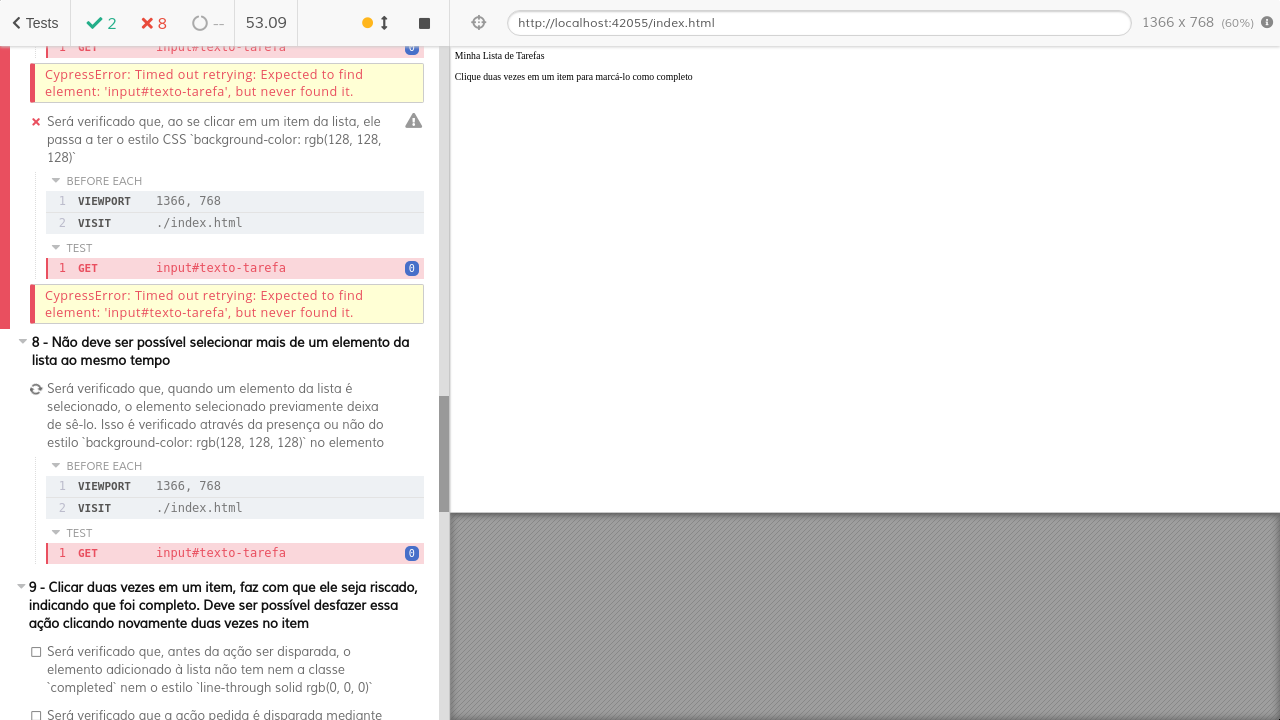 Tests
2
8
--
53.09
http://localhost:42055/index.html
1366 x 768 (60%)
1 GET input#texto-tarefa 0
CypressError: Timed out retrying: Expected to find
element: 'input#texto-tarefa', but never found it.
Será verificado que, ao se clicar em um item da lista, ele
passa a ter o estilo CSS `background-color: rgb(128, 128,
128)`
BEFORE EACH
1 VIEWPORT 1366, 768
2 VISIT ./index.html
TEST
1 GET input#texto-tarefa 0
CypressError: Timed out retrying: Expected to find
element: 'input#texto-tarefa', but never found it.
8 - Não deve ser possível selecionar mais de um elemento da
lista ao mesmo tempo
Será verificado que, quando um elemento da lista é
selecionado, o elemento selecionado previamente deixa
de sê-lo. Isso é verificado através da presença ou não do
estilo `background-color: rgb(128, 128, 128)` no elemento
BEFORE EACH
1 VIEWPORT 1366, 768
2 VISIT ./index.html
TEST
1 GET input#texto-tarefa 0
9 - Clicar duas vezes em um item, faz com que ele seja riscado,
indicando que foi completo. Deve ser possível desfazer essa
ação clicando novamente duas vezes no item
Será verificado que, antes da ação ser disparada, o
elemento adicionado à lista não tem nem a classe
`completed` nem o estilo `line-through solid rgb(0, 0, 0)`
Será verificado que a ação pedida é disparada mediante
Minha Lista de Tarefas
Clique duas vezes em um item para marcá-lo como completo